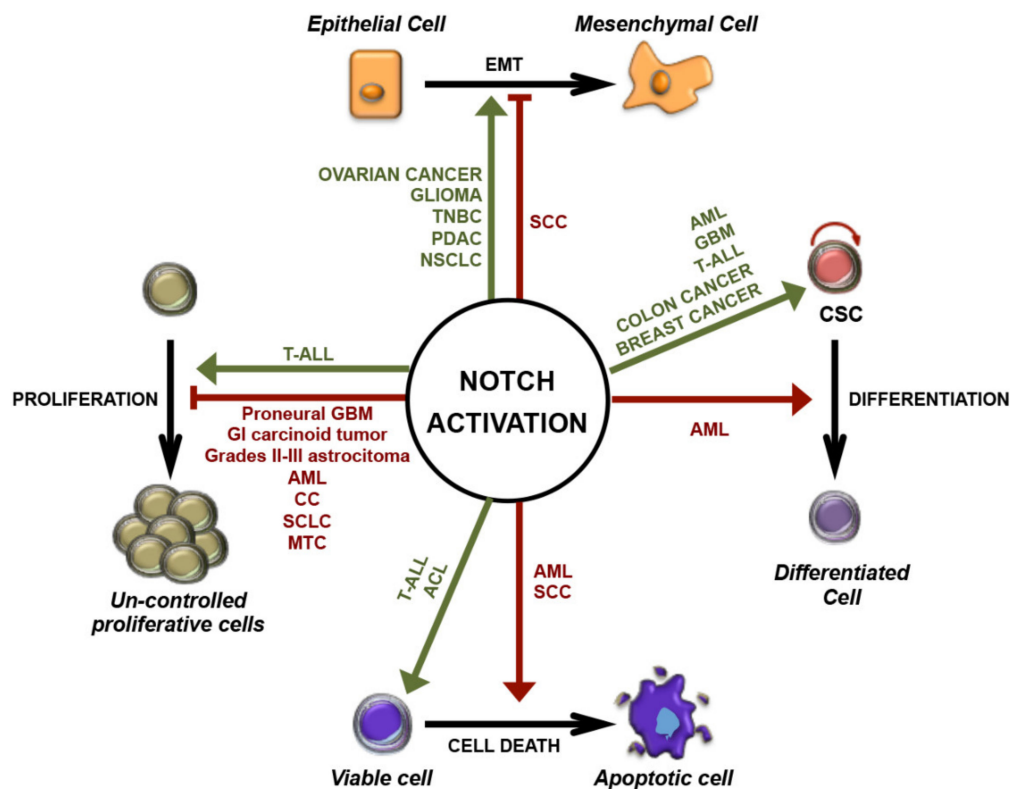 Epithelial Cell
Mesenchymal Cell
EMT
OVARIAN CANCER
GLIOMA
TNBC
PDAC
NSCLC
SCC
AML
GBM
T-ALL
COLON CANCER
BREAST CANCER
CSC
T-ALL
NOTCH
ACTIVATION
PROLIFERATION
DIFFERENTIATION
Proneural GBM
GI carcinoid tumor
Grades II-III astrocitoma
AML
CC
SCLC
MTC
AML
Un-controlled
proliferative cells
T-ALL
ACL
AML
SCC
Differentiated
Cell
CELL DEATH
Viable cell
Apoptotic cell